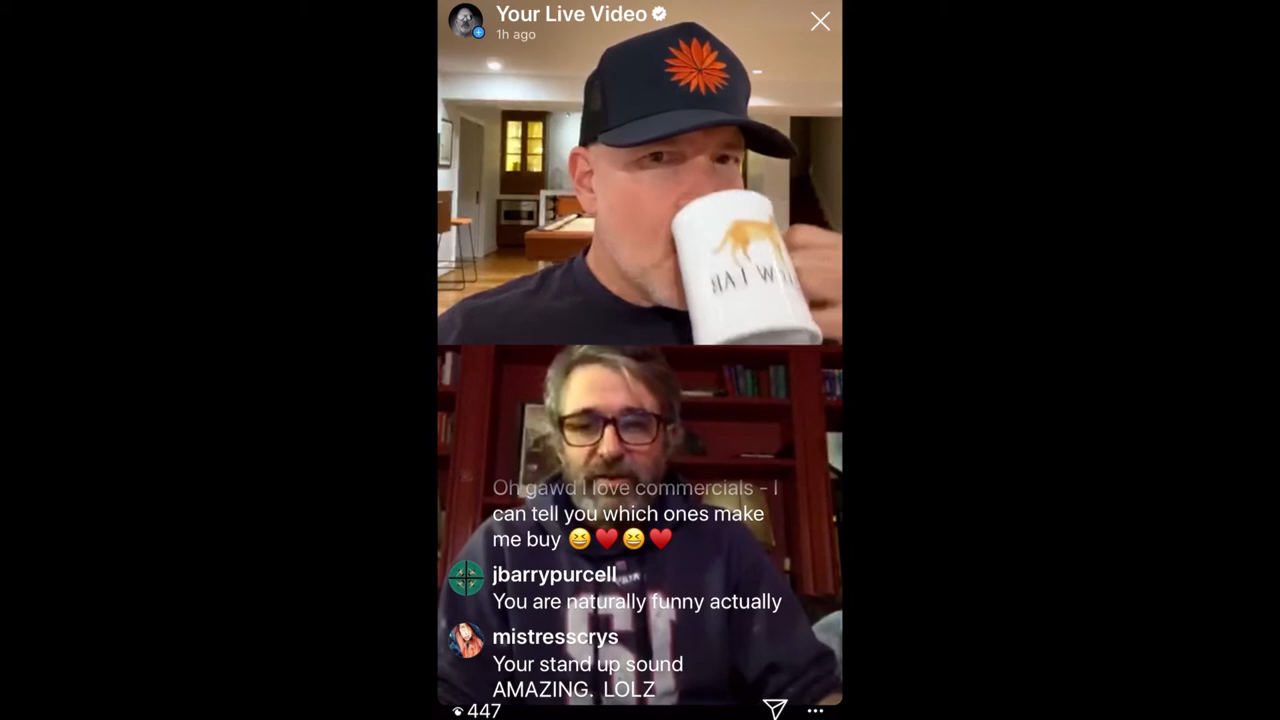 Your Live Video
1h ago
Oh gawd I love commercials - I
can tell you which ones make
me buy 😆♥️😆♥️
jbarrypurcell
You are naturally funny actually
mistresscrys
Your stand up sound
AMAZING. LOLZ
447